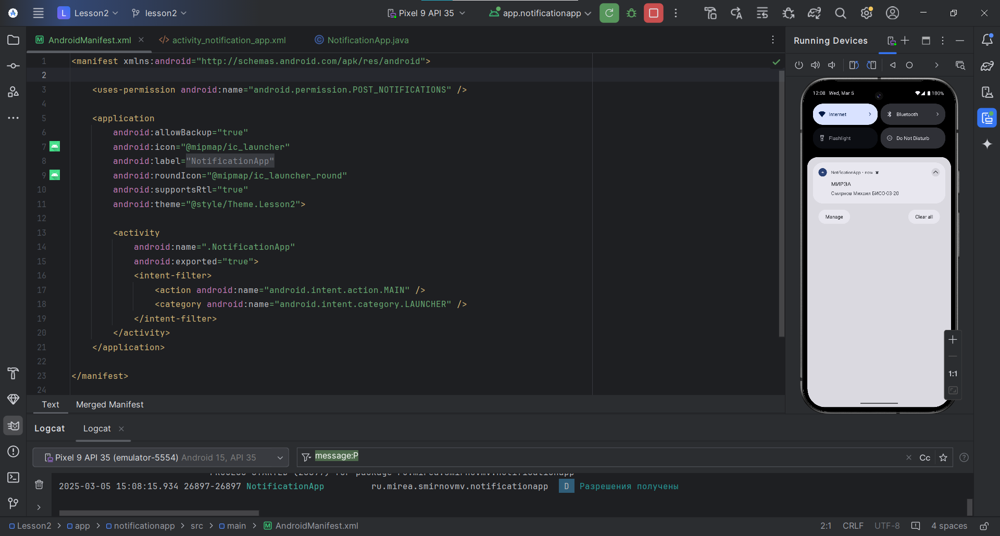 L Lesson2 lesson2 Pixel 9 API 35 app.notificationapp
AndroidManifest.xml activity_notification_app.xml NotificationApp.java
Running Devices
1 <manifest xmlns:android="http://schemas.android.com/apk/res/android">
2
3 <uses-permission android:name="android.permission.POST_NOTIFICATIONS" />
4
5 <application
6 android:allowBackup="true"
7 android:icon="@mipmap/ic_launcher"
8 android:label="NotificationApp"
9 android:roundIcon="@mipmap/ic_launcher_round"
10 android:supportsRtl="true"
11 android:theme="@style/Theme.Lesson2">
12
13 <activity
14 android:name=".NotificationApp"
15 android:exported="true">
16 <intent-filter>
17 <action android:name="android.intent.action.MAIN" />
18 <category android:name="android.intent.category.LAUNCHER" />
19 </intent-filter>
20 </activity>
21 </application>
22
23 </manifest>
24
12:08 Wed, Mar 5 100%
Internet Bluetooth
Flashlight Do Not Disturb
NotificationApp • now
МИРЭА
Смирнов Михаил БИСО-03-20
Manage Clear all
1:1
Text Merged Manifest
Logcat Logcat
Pixel 9 API 35 (emulator-5554) Android 15, API 35 message:P Cc
PROCESS STARTED (26897) for package ru.mirea.smirnovmv.notificationapp
2025-03-05 15:08:15.934 26897-26897 NotificationApp ru.mirea.smirnovmv.notificationapp D Разрешения получены
Lesson2 > app > notificationapp > src > main > AndroidManifest.xml 2:1 CRLF UTF-8 4 spaces